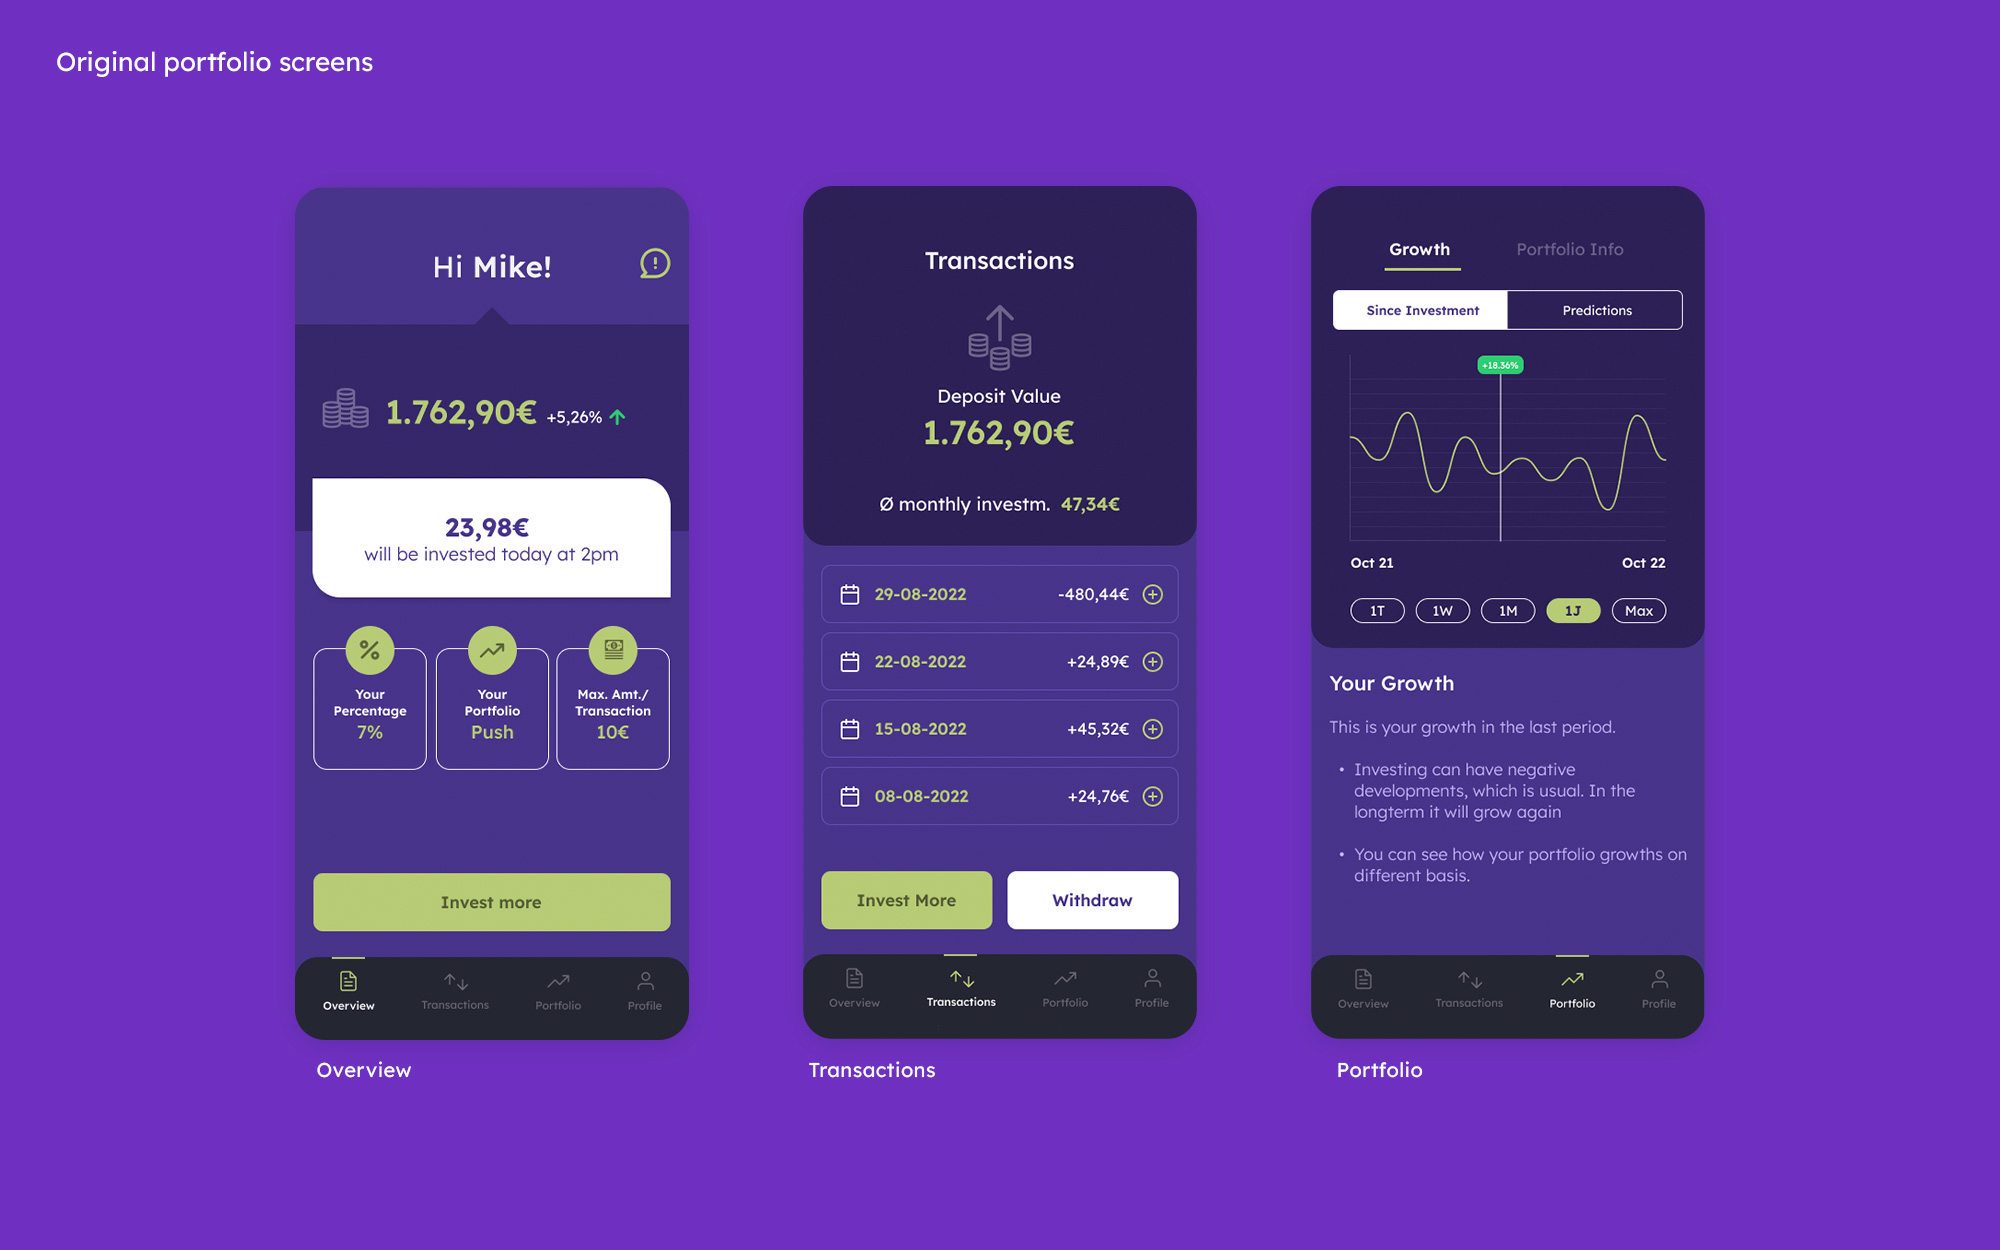 Original portfolio screens
Hi Mike!
1.762,90€ +5,26%
23,98€
will be invested today at 2pm
Your
Percentage
7%
Your
Portfolio
Push
Max. Amt./
Transaction
10€
Invest more
Overview
Transactions
Portfolio
Profile
Overview
Transactions
Deposit Value
1.762,90€
Ø monthly investm. 47,34€
29-08-2022 -480,44€
22-08-2022 +24,89€
15-08-2022 +45,32€
08-08-2022 +24,76€
Invest More
Withdraw
Overview
Transactions
Portfolio
Profile
Transactions
Growth
Portfolio Info
Since Investment
Predictions
+18.36%
Oct 21
Oct 22
1T
1W
1M
1J
Max
Your Growth
This is your growth in the last period.
• Investing can have negative
developments, which is usual. In the
longterm it will grow again
• You can see how your portfolio growths on
different basis.
Overview
Transactions
Portfolio
Profile
Portfolio